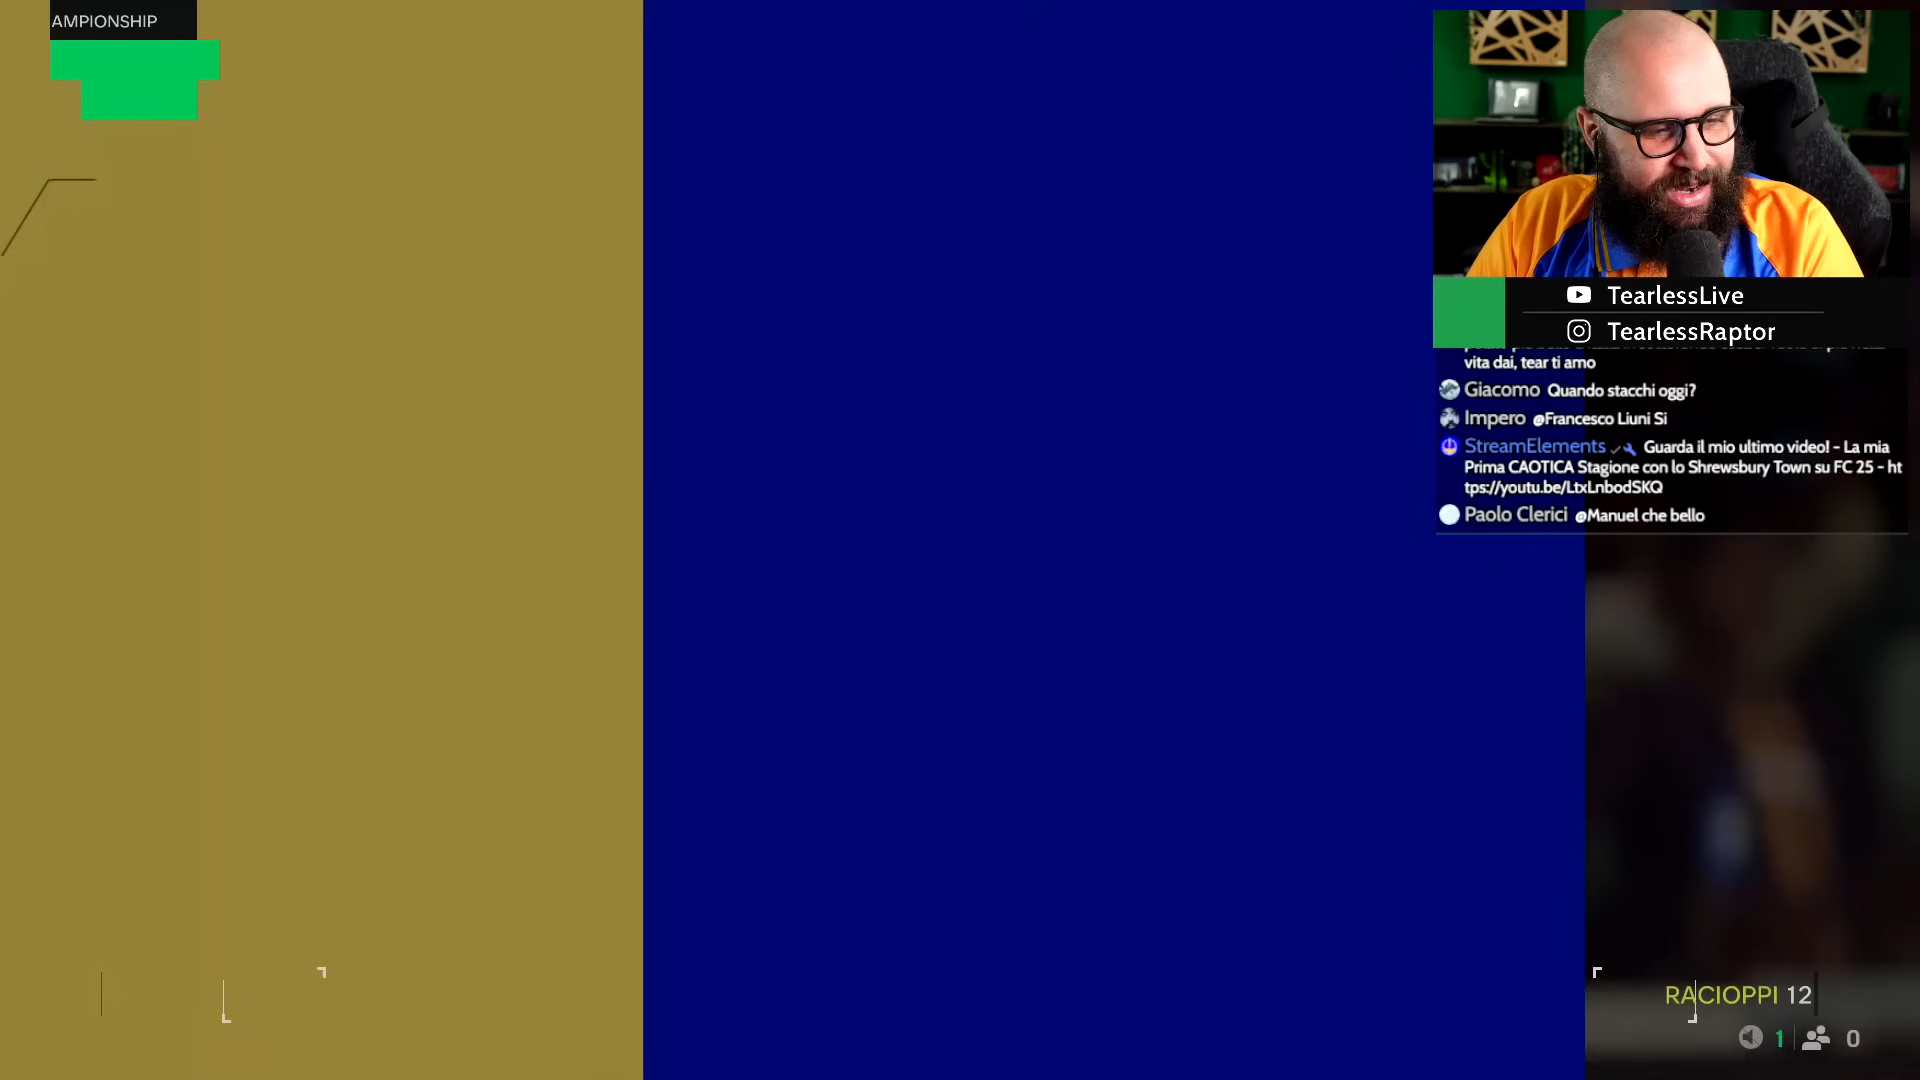 AMPIONSHIP
TearlessLive
TearlessRaptor
vita dai, tear ti amo
Giacomo Quando stacchi oggi?
Impero @Francesco Liuni Si
StreamElements Guarda il mio ultimo video! - La mia
Prima CAOTICA Stagione con lo Shrewsbury Town su FC 25 - ht
tps://youtu.be/LtxLnbodSKQ
Paolo Clerici @Manuel che bello
RACIOPPI 12
1 0